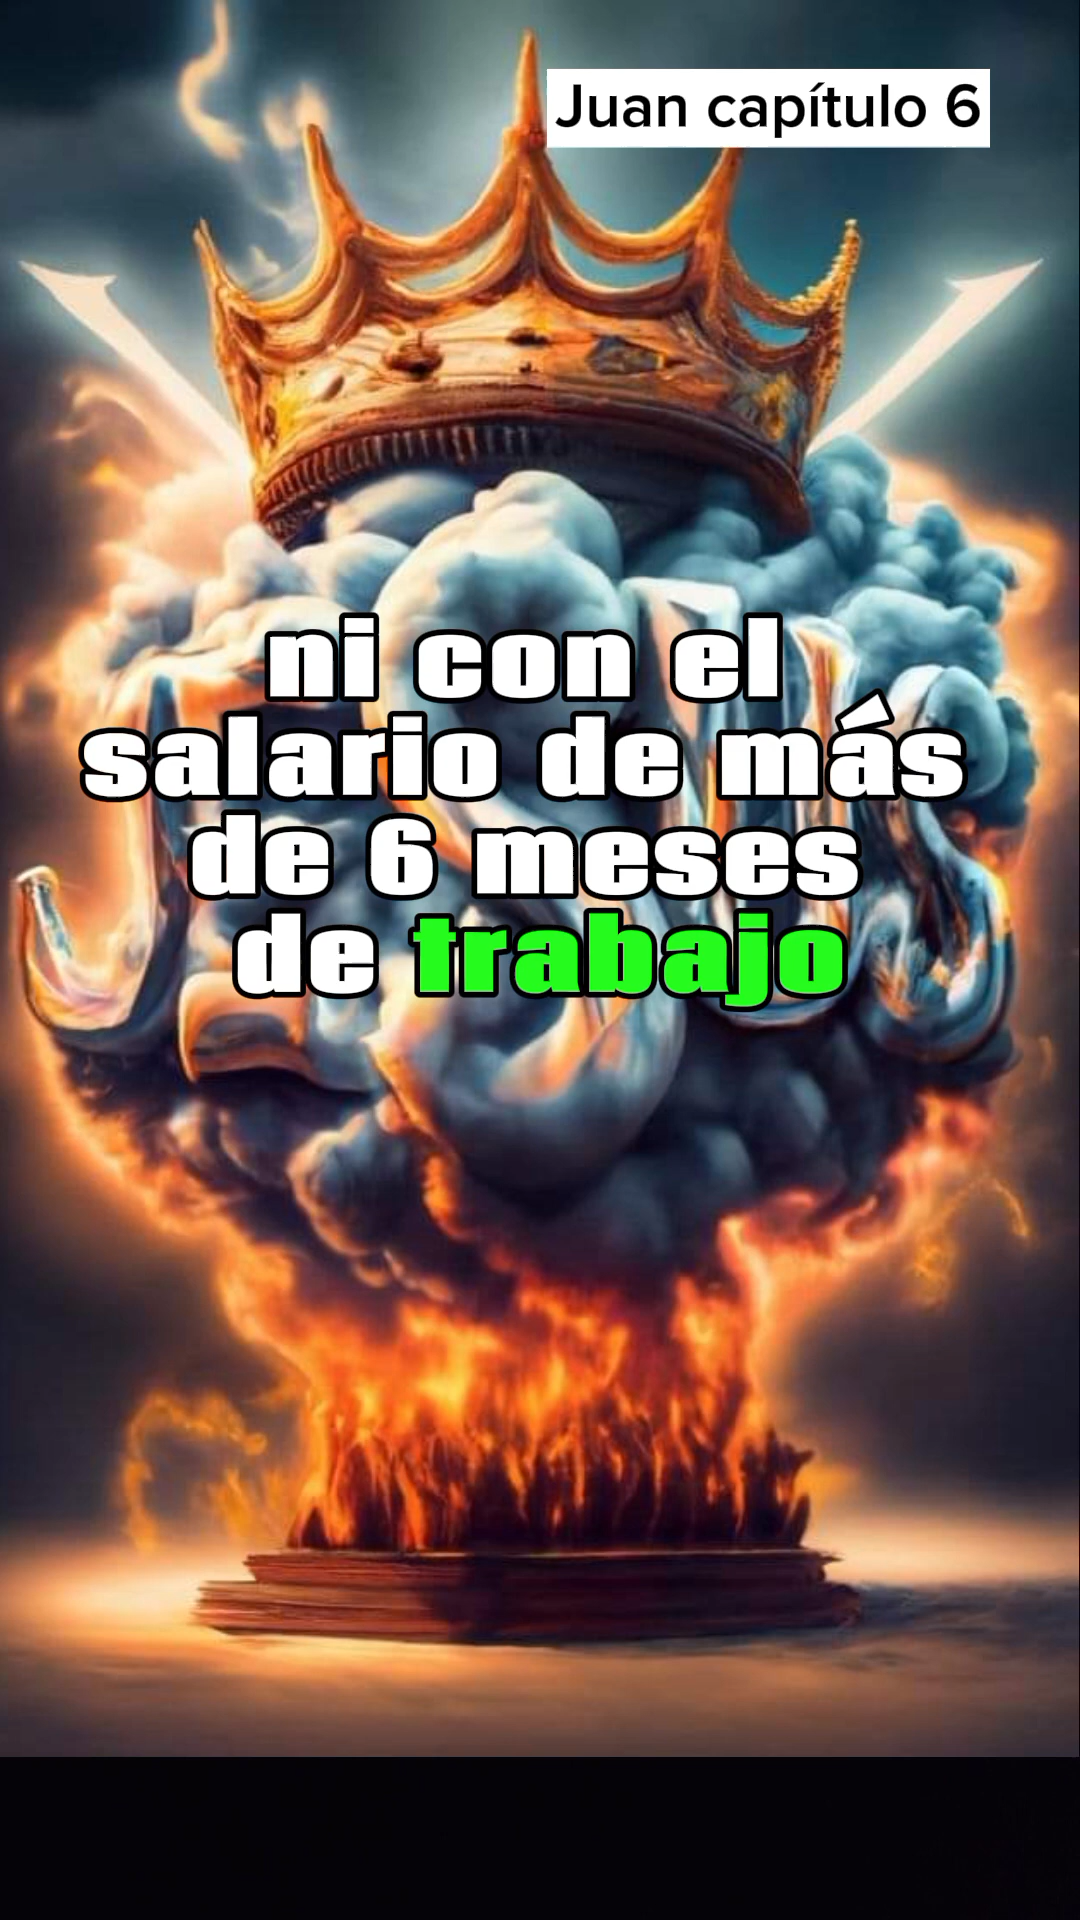 Juan capítulo 6
ni con el
salario de más
de 6 meses
de trabajo